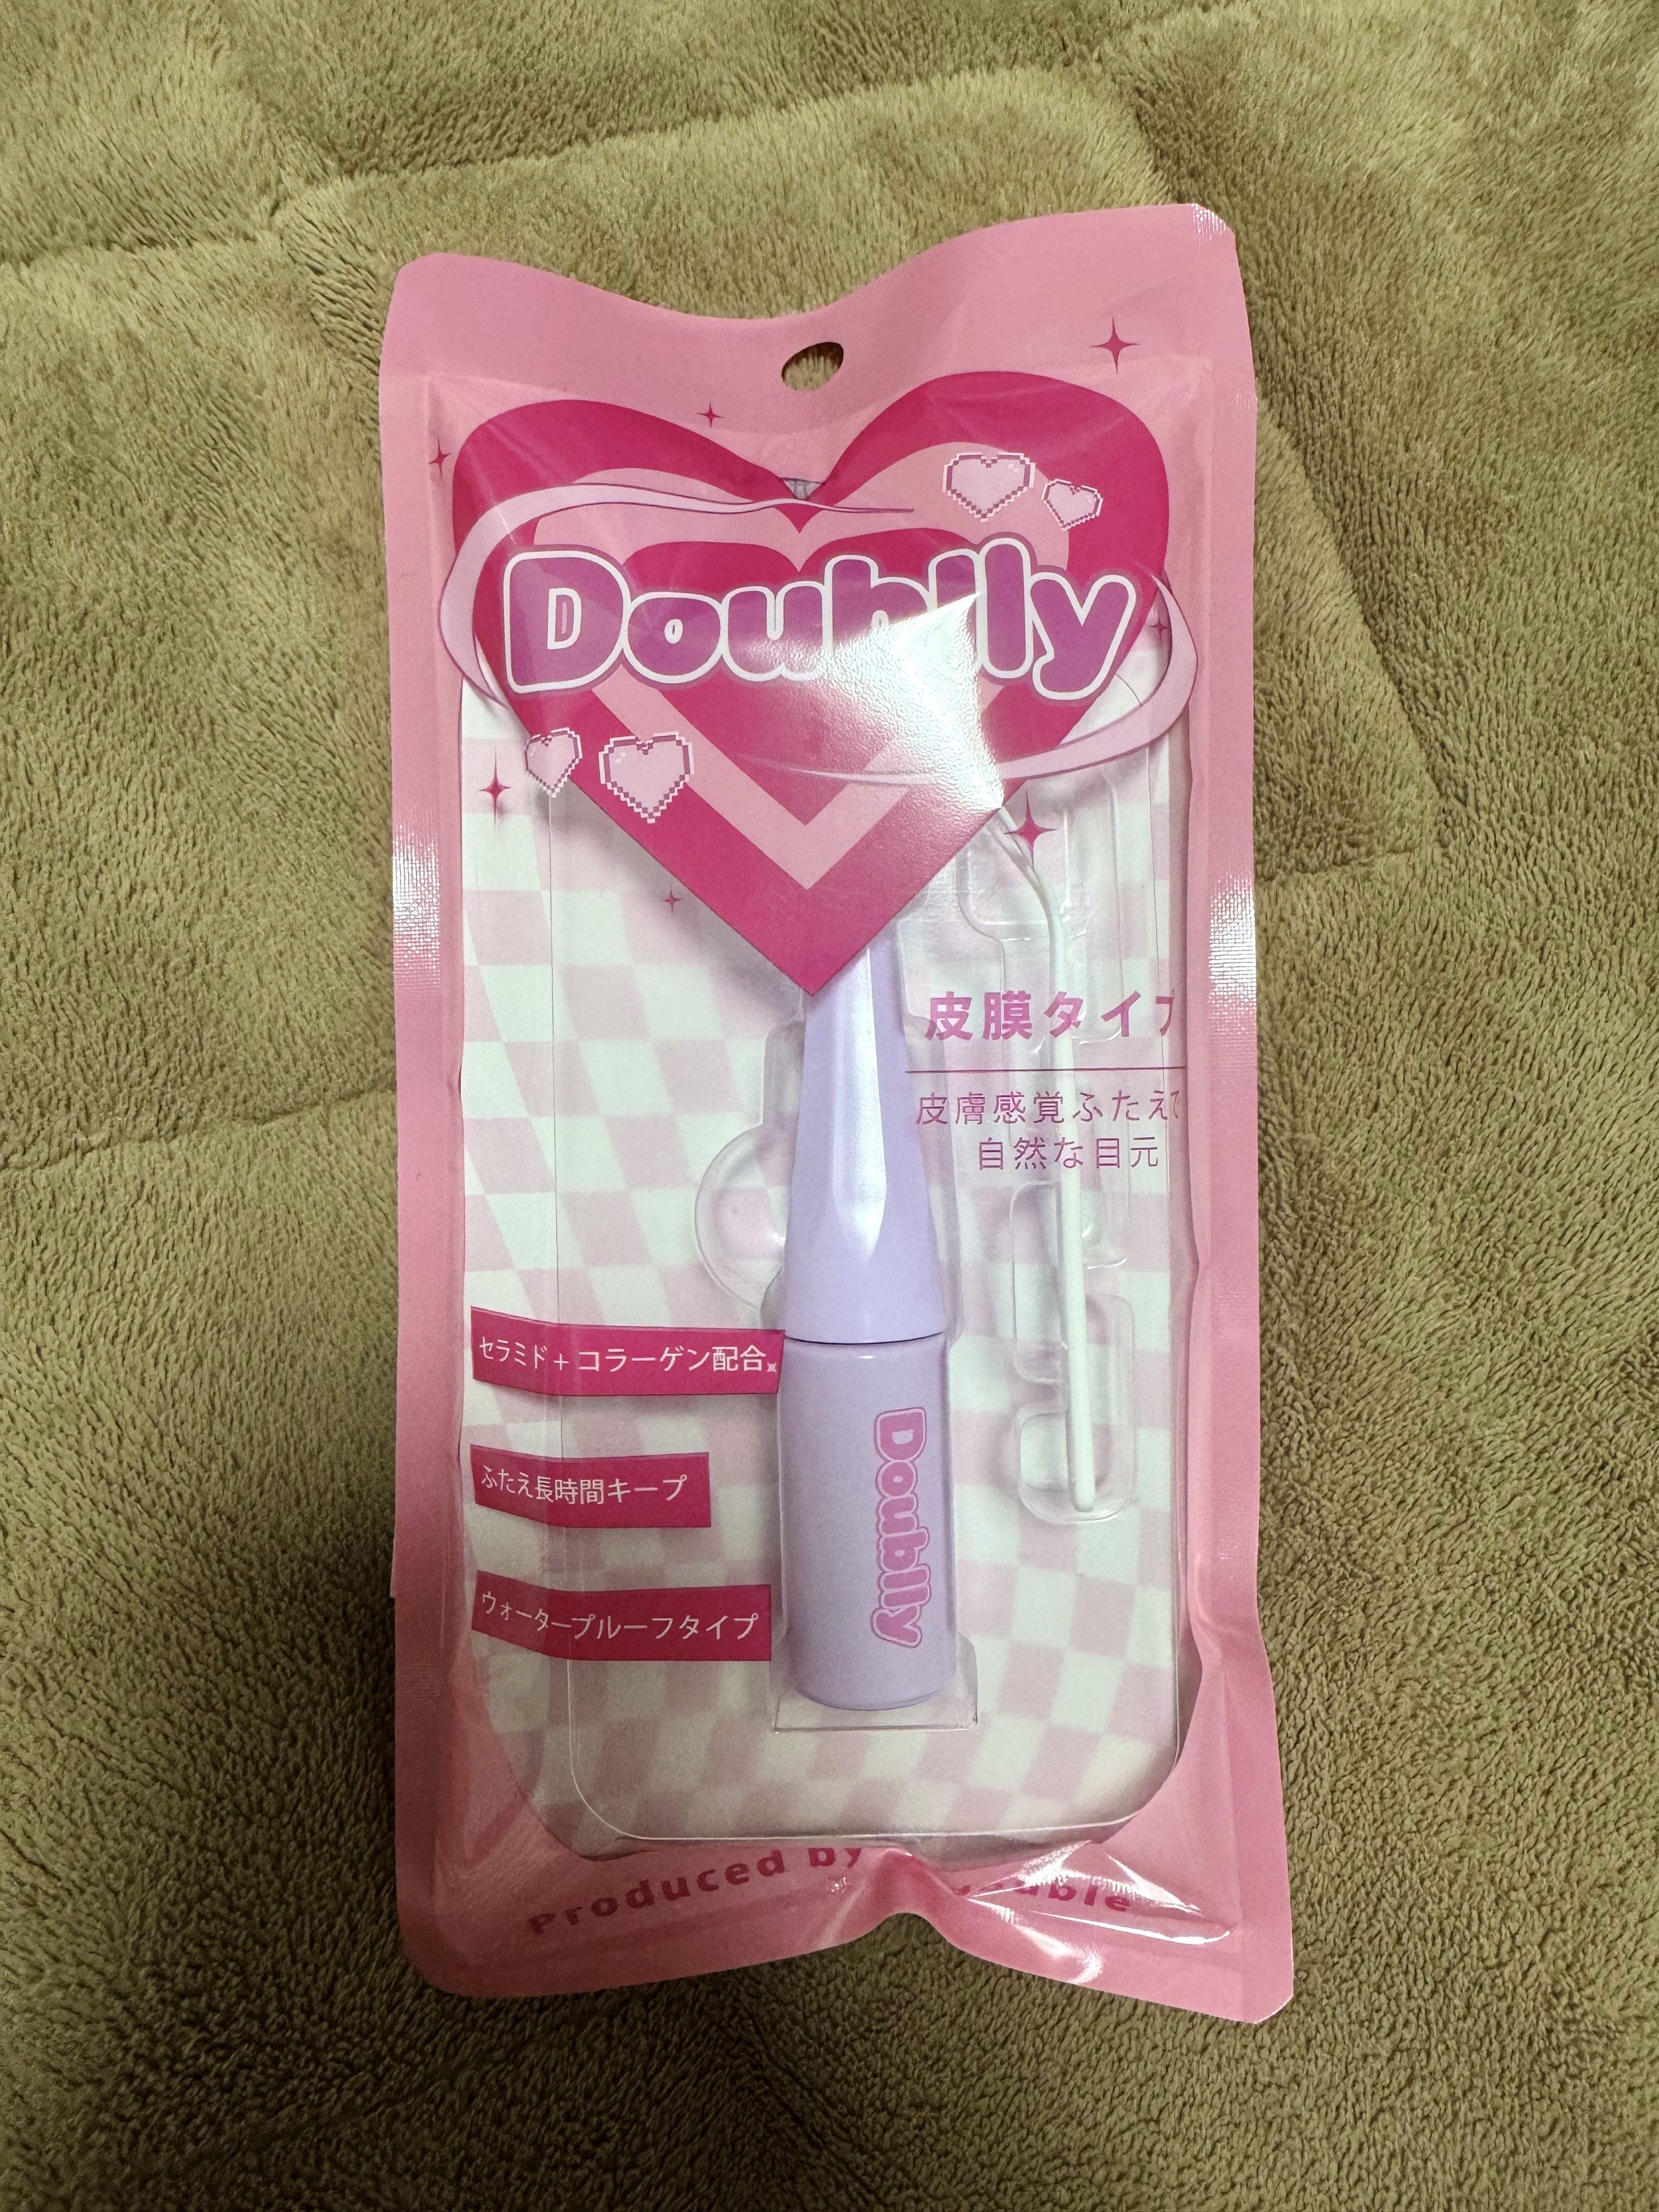 Doublly
皮膜タイプ
皮膚感覚ふたえで
自然な目元
セラミド+コラーゲン配合※
ふたえ長時間キープ
ウォータープルーフタイプ
Doublly
Produced by